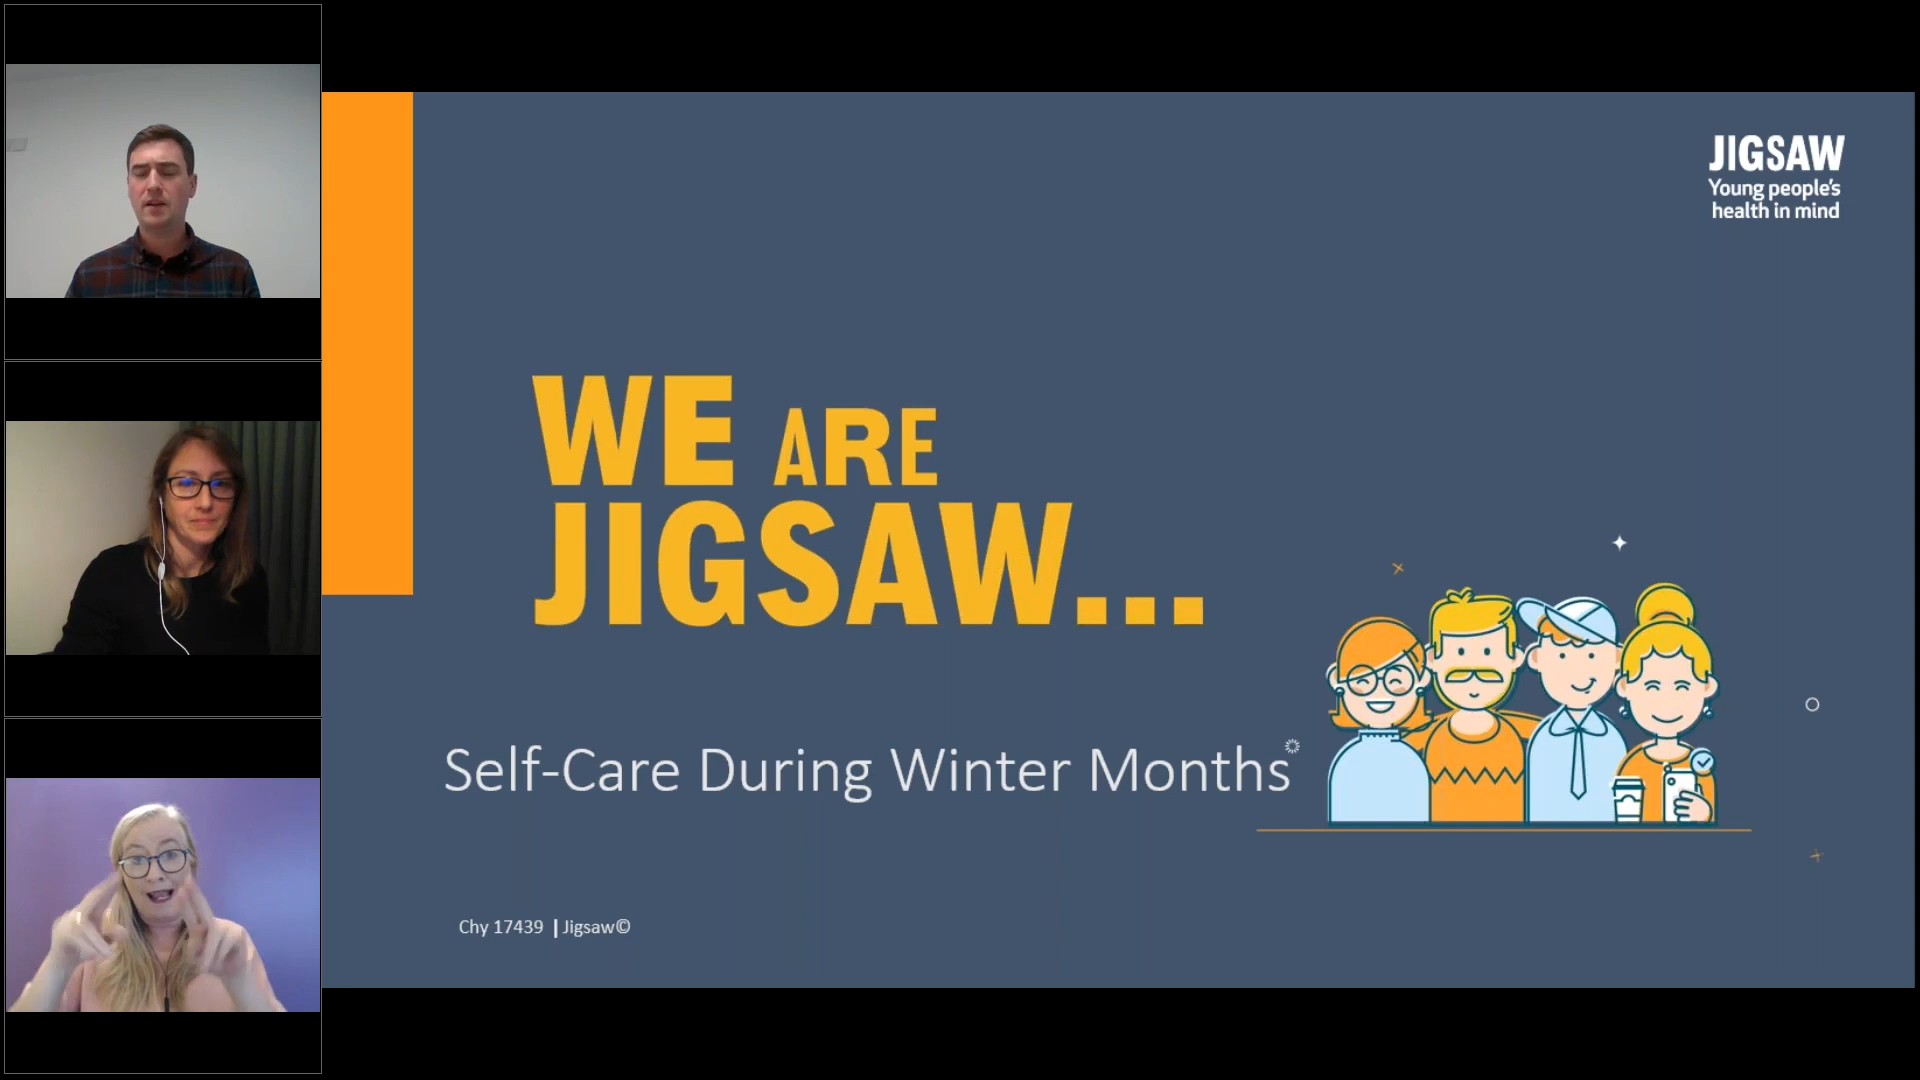 JIGSAW
Young people's
health in mind
WE ARE
JIGSAW...
Self-Care During Winter Months
Chy 17439 | Jigsaw©